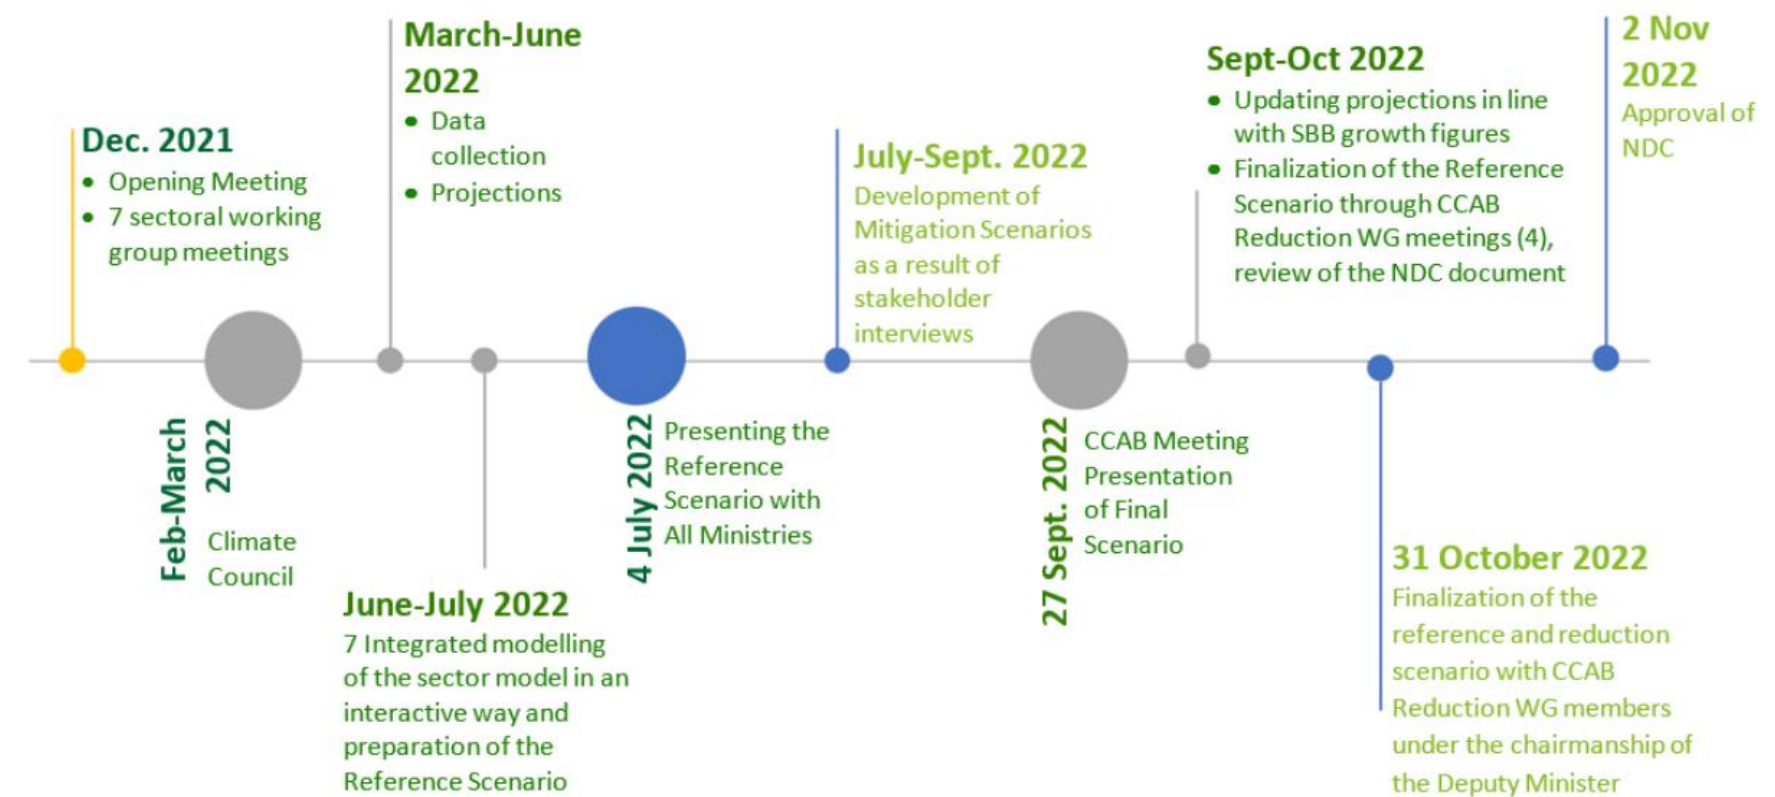 Dec. 2021
• Opening Meeting
• 7 sectoral working
group meetings
Feb-March
2022
Climate
Council
March-June
2022
• Data
collection
• Projections
June-July 2022
7 Integrated modelling
of the sector model in an
interactive way and
preparation of the
Reference Scenario
4 July 2022
Presenting the
Reference
Scenario with
All Ministries
July-Sept. 2022
Development of
Mitigation Scenarios
as a result of
stakeholder
interviews
27 Sept. 2022
CCAB Meeting
Presentation
of Final
Scenario
Sept-Oct 2022
• Updating projections in line
with SBB growth figures
• Finalization of the Reference
Scenario through CCAB
Reduction WG meetings (4),
review of the NDC document
31 October 2022
Finalization of the
reference and reduction
scenario with CCAB
Reduction WG members
under the chairmanship of
the Deputy Minister
2 Nov
2022
Approval of
NDC